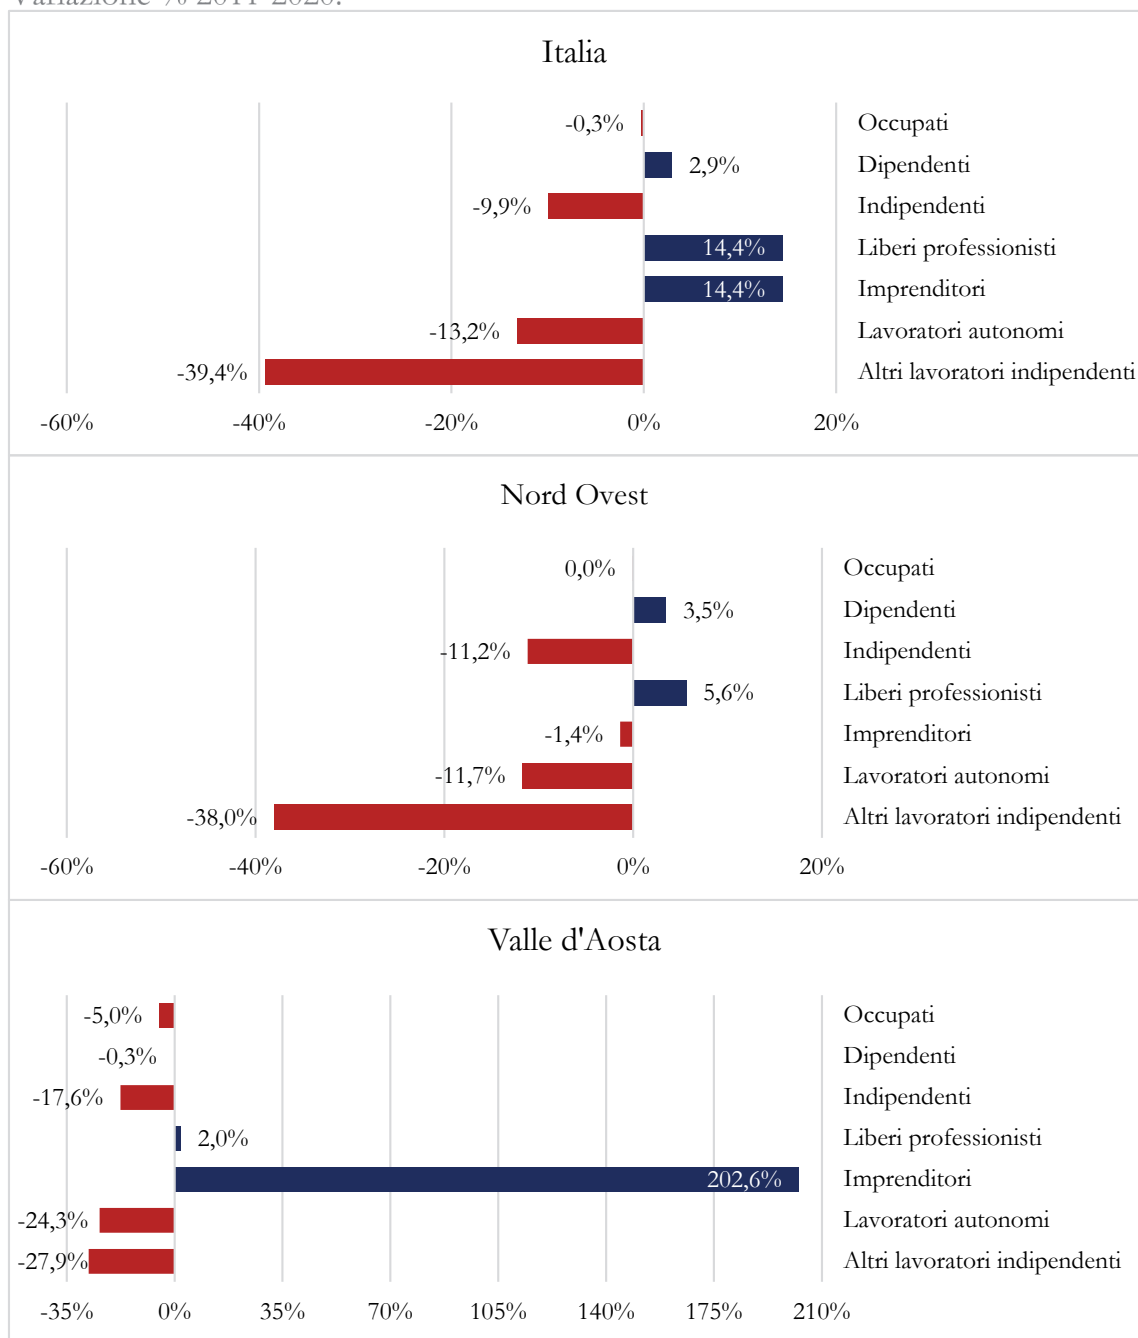 Variazione % 2011-2020.
Italia
-0,3% Occupati
2,9% Dipendenti
-9,9% Indipendenti
14,4% Liberi professionisti
14,4% Imprenditori
-13,2% Lavoratori autonomi
-39,4% Altri lavoratori indipendenti
-60% -40% -20% 0% 20%
Nord Ovest
0,0% Occupati
3,5% Dipendenti
-11,2% Indipendenti
5,6% Liberi professionisti
-1,4% Imprenditori
-11,7% Lavoratori autonomi
-38,0% Altri lavoratori indipendenti
-60% -40% -20% 0% 20%
Valle d'Aosta
-5,0% Occupati
-0,3% Dipendenti
-17,6% Indipendenti
2,0% Liberi professionisti
202,6% Imprenditori
-24,3% Lavoratori autonomi
-27,9% Altri lavoratori indipendenti
-35% 0% 35% 70% 105% 140% 175% 210%